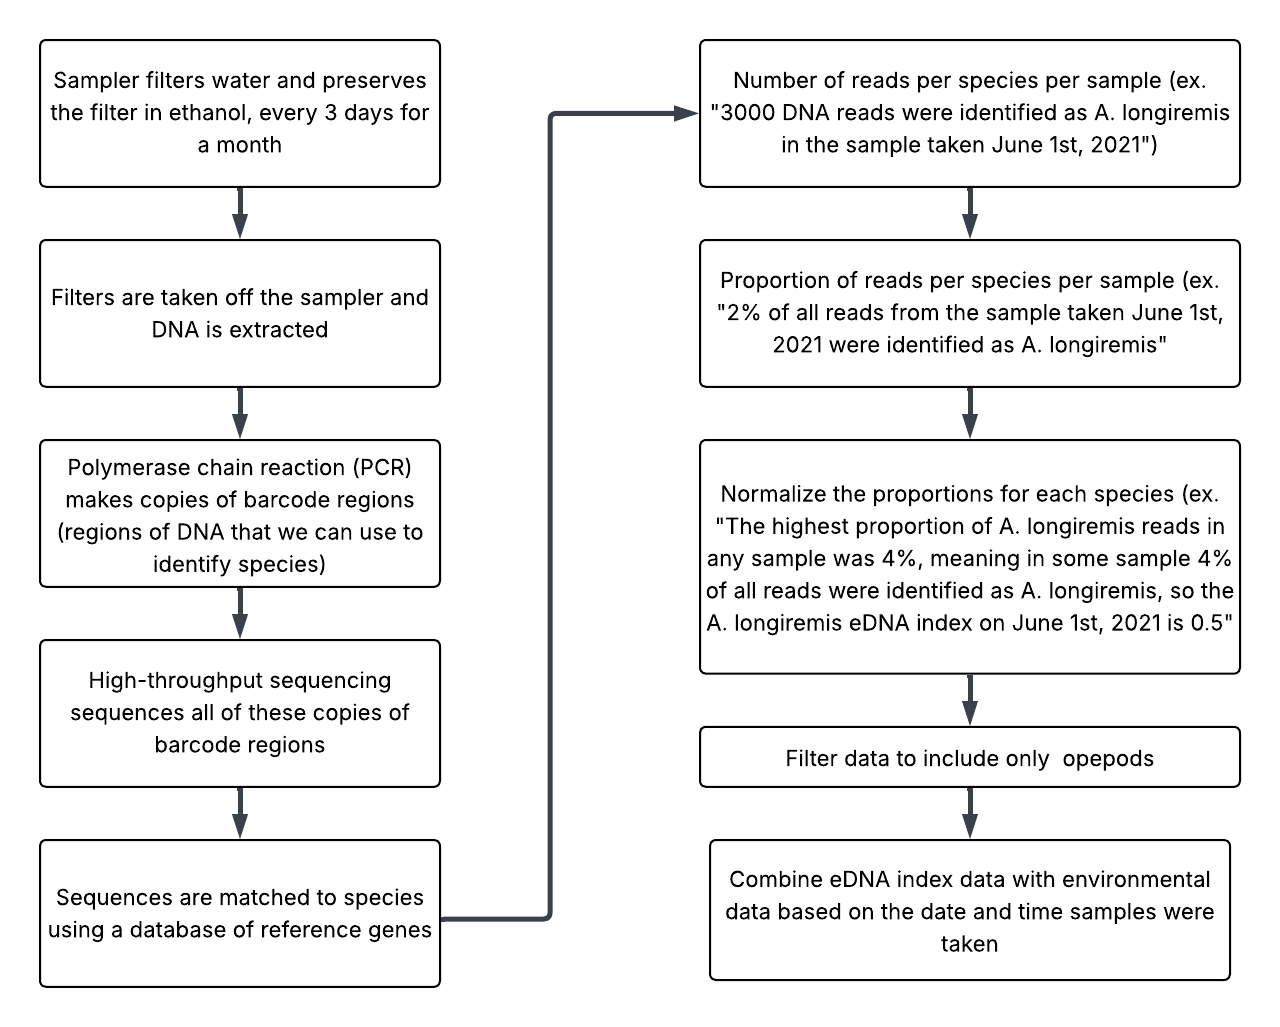 Sampler filters water and preserves
the filter in ethanol, every 3 days for
a month
Filters are taken off the sampler and
DNA is extracted
Polymerase chain reaction (PCR)
makes copies of barcode regions
(regions of DNA that we can use to
identify species)
High-throughput sequencing
sequences all of these copies of
barcode regions
Sequences are matched to species
using a database of reference genes
Number of reads per species per sample (ex.
"3000 DNA reads were identified as A. longiremis
in the sample taken June 1st, 2021")
Proportion of reads per species per sample (ex.
"2% of all reads from the sample taken June 1st,
2021 were identified as A. longiremis"
Normalize the proportions for each species (ex.
"The highest proportion of A. longiremis reads in
any sample was 4%, meaning in some sample 4%
of all reads were identified as A. longiremis, so the
A. longiremis eDNA index on June 1st, 2021 is 0.5"
Filter data to include only  opepods
Combine eDNA index data with environmental
data based on the date and time samples were
taken